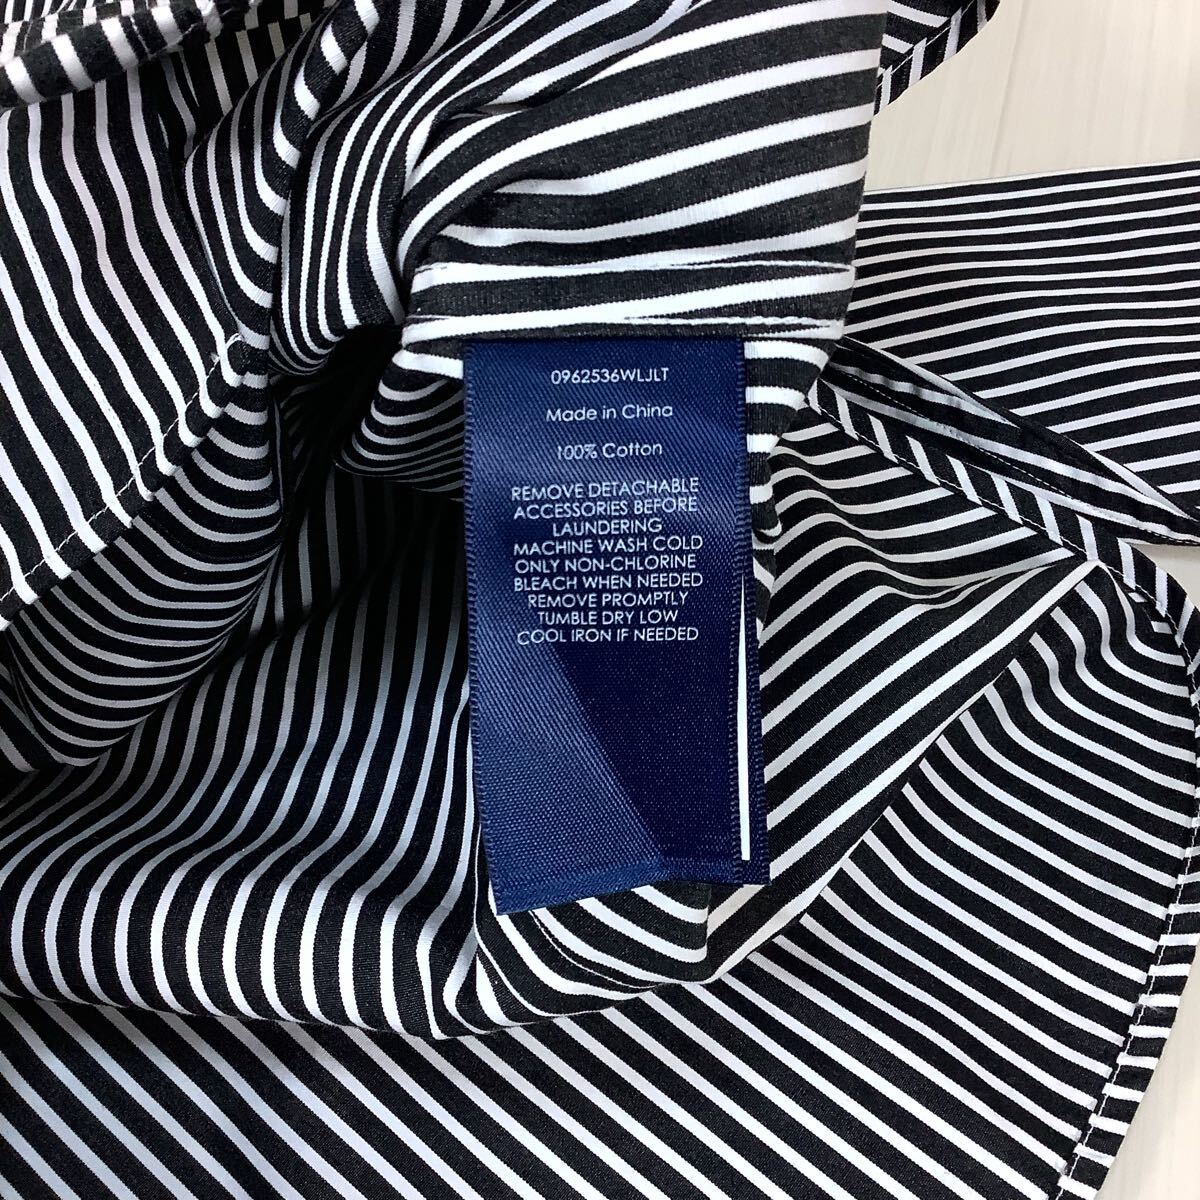 0962536WLJLT
Made in China
100% Cotton
REMOVE DETACHABLE
ACCESSORIES BEFORE
LAUNDERING
MACHINE WASH COLD
ONLY NON-CHLORINE
BLEACH WHEN NEEDED
REMOVE PROMPTLY
TUMBLE DRY LOW
COOL IRON IF NEEDED